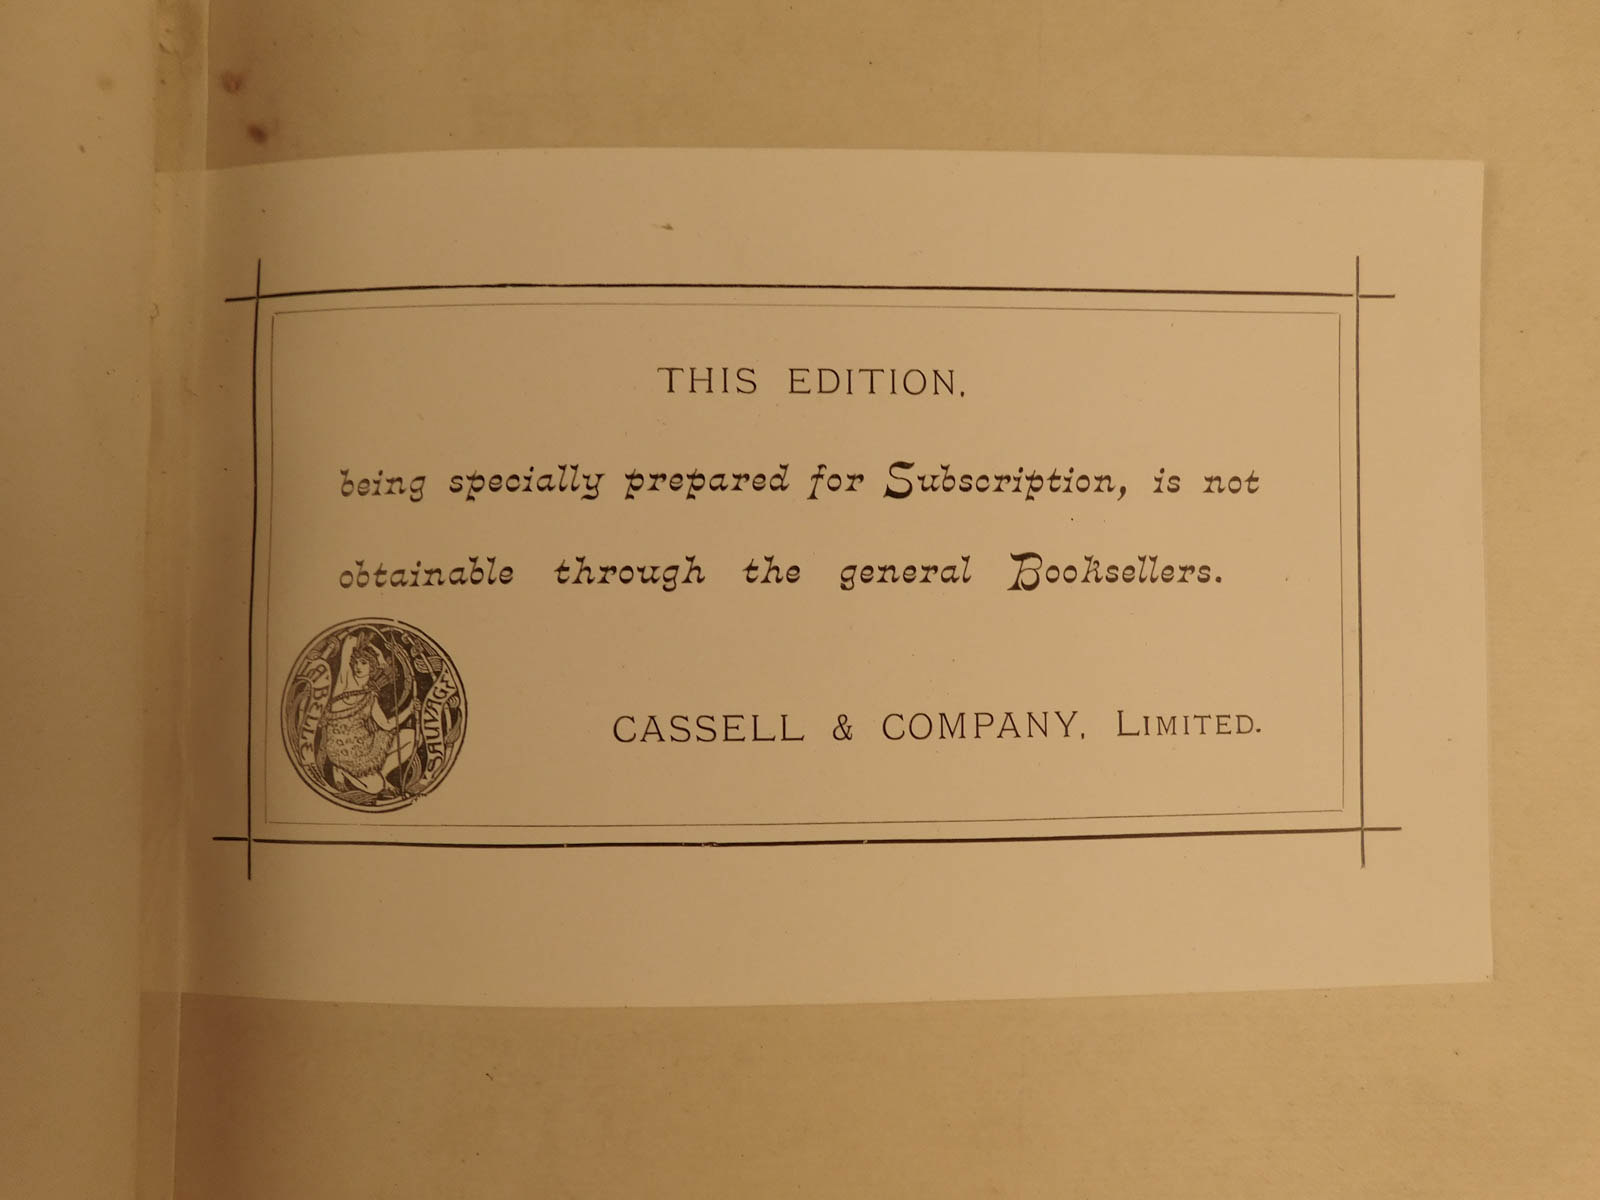 THIS EDITION,
being specially prepared for Subscription, is not
obtainable through the general Booksellers.
LA BELLE SAUVAGE
CASSELL & COMPANY, LIMITED.